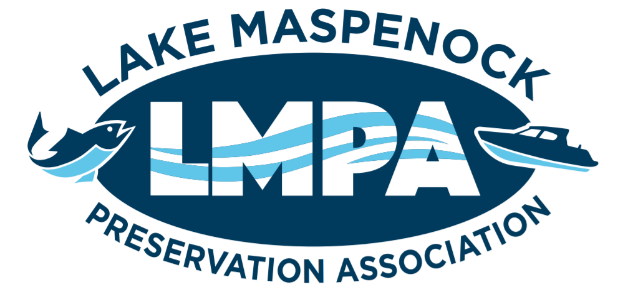 LAKE MASPENOCK
LMPA
PRESERVATION ASSOCIATION